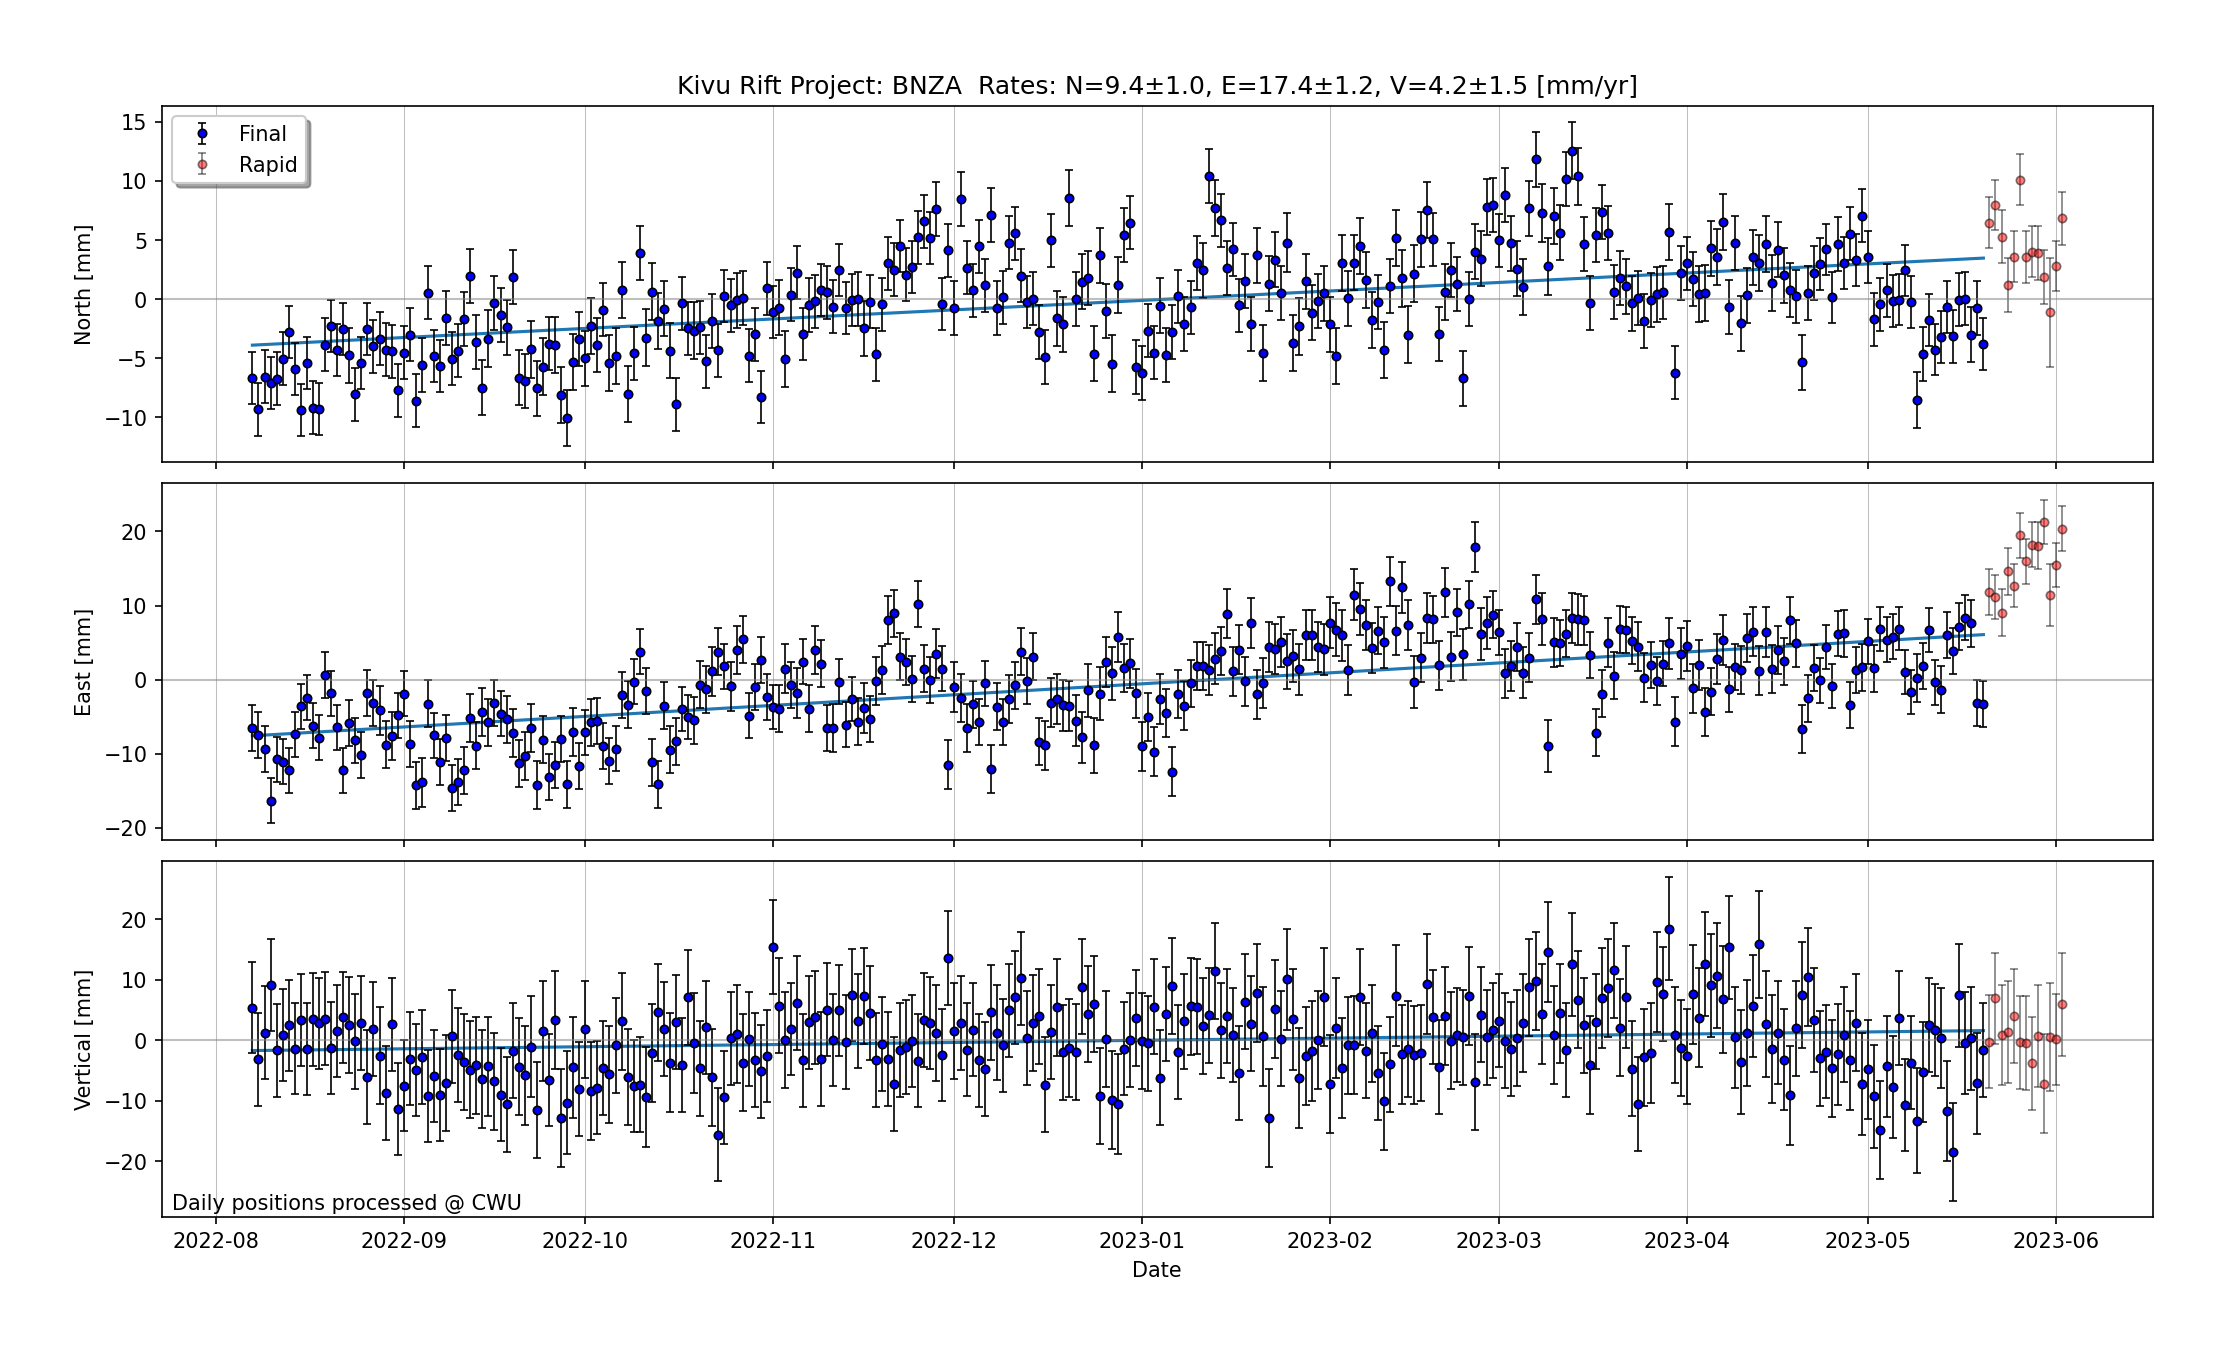 Kivu Rift Project: BNZA  Rates: N=9.4±1.0, E=17.4±1.2, V=4.2±1.5 [mm/yr]
Final
Rapid
North [mm]
15
10
5
0
−5
−10
East [mm]
20
10
0
−10
−20
Vertical [mm]
20
10
0
−10
−20
Daily positions processed @ CWU
2022-08 2022-09 2022-10 2022-11 2022-12 2023-01 2023-02 2023-03 2023-04 2023-05 2023-06
Date